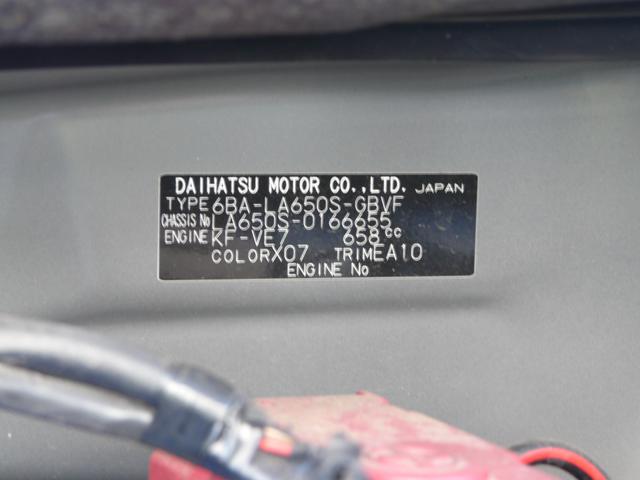 DAIHATSU MOTOR CO.,LTD. JAPAN
TYPE 6BA-LA650S-GBVF
CHASSIS No LA650S-0166655
ENGINE KF-VE7 658cc
COLOR X07 TRIM EA10
ENGINE No